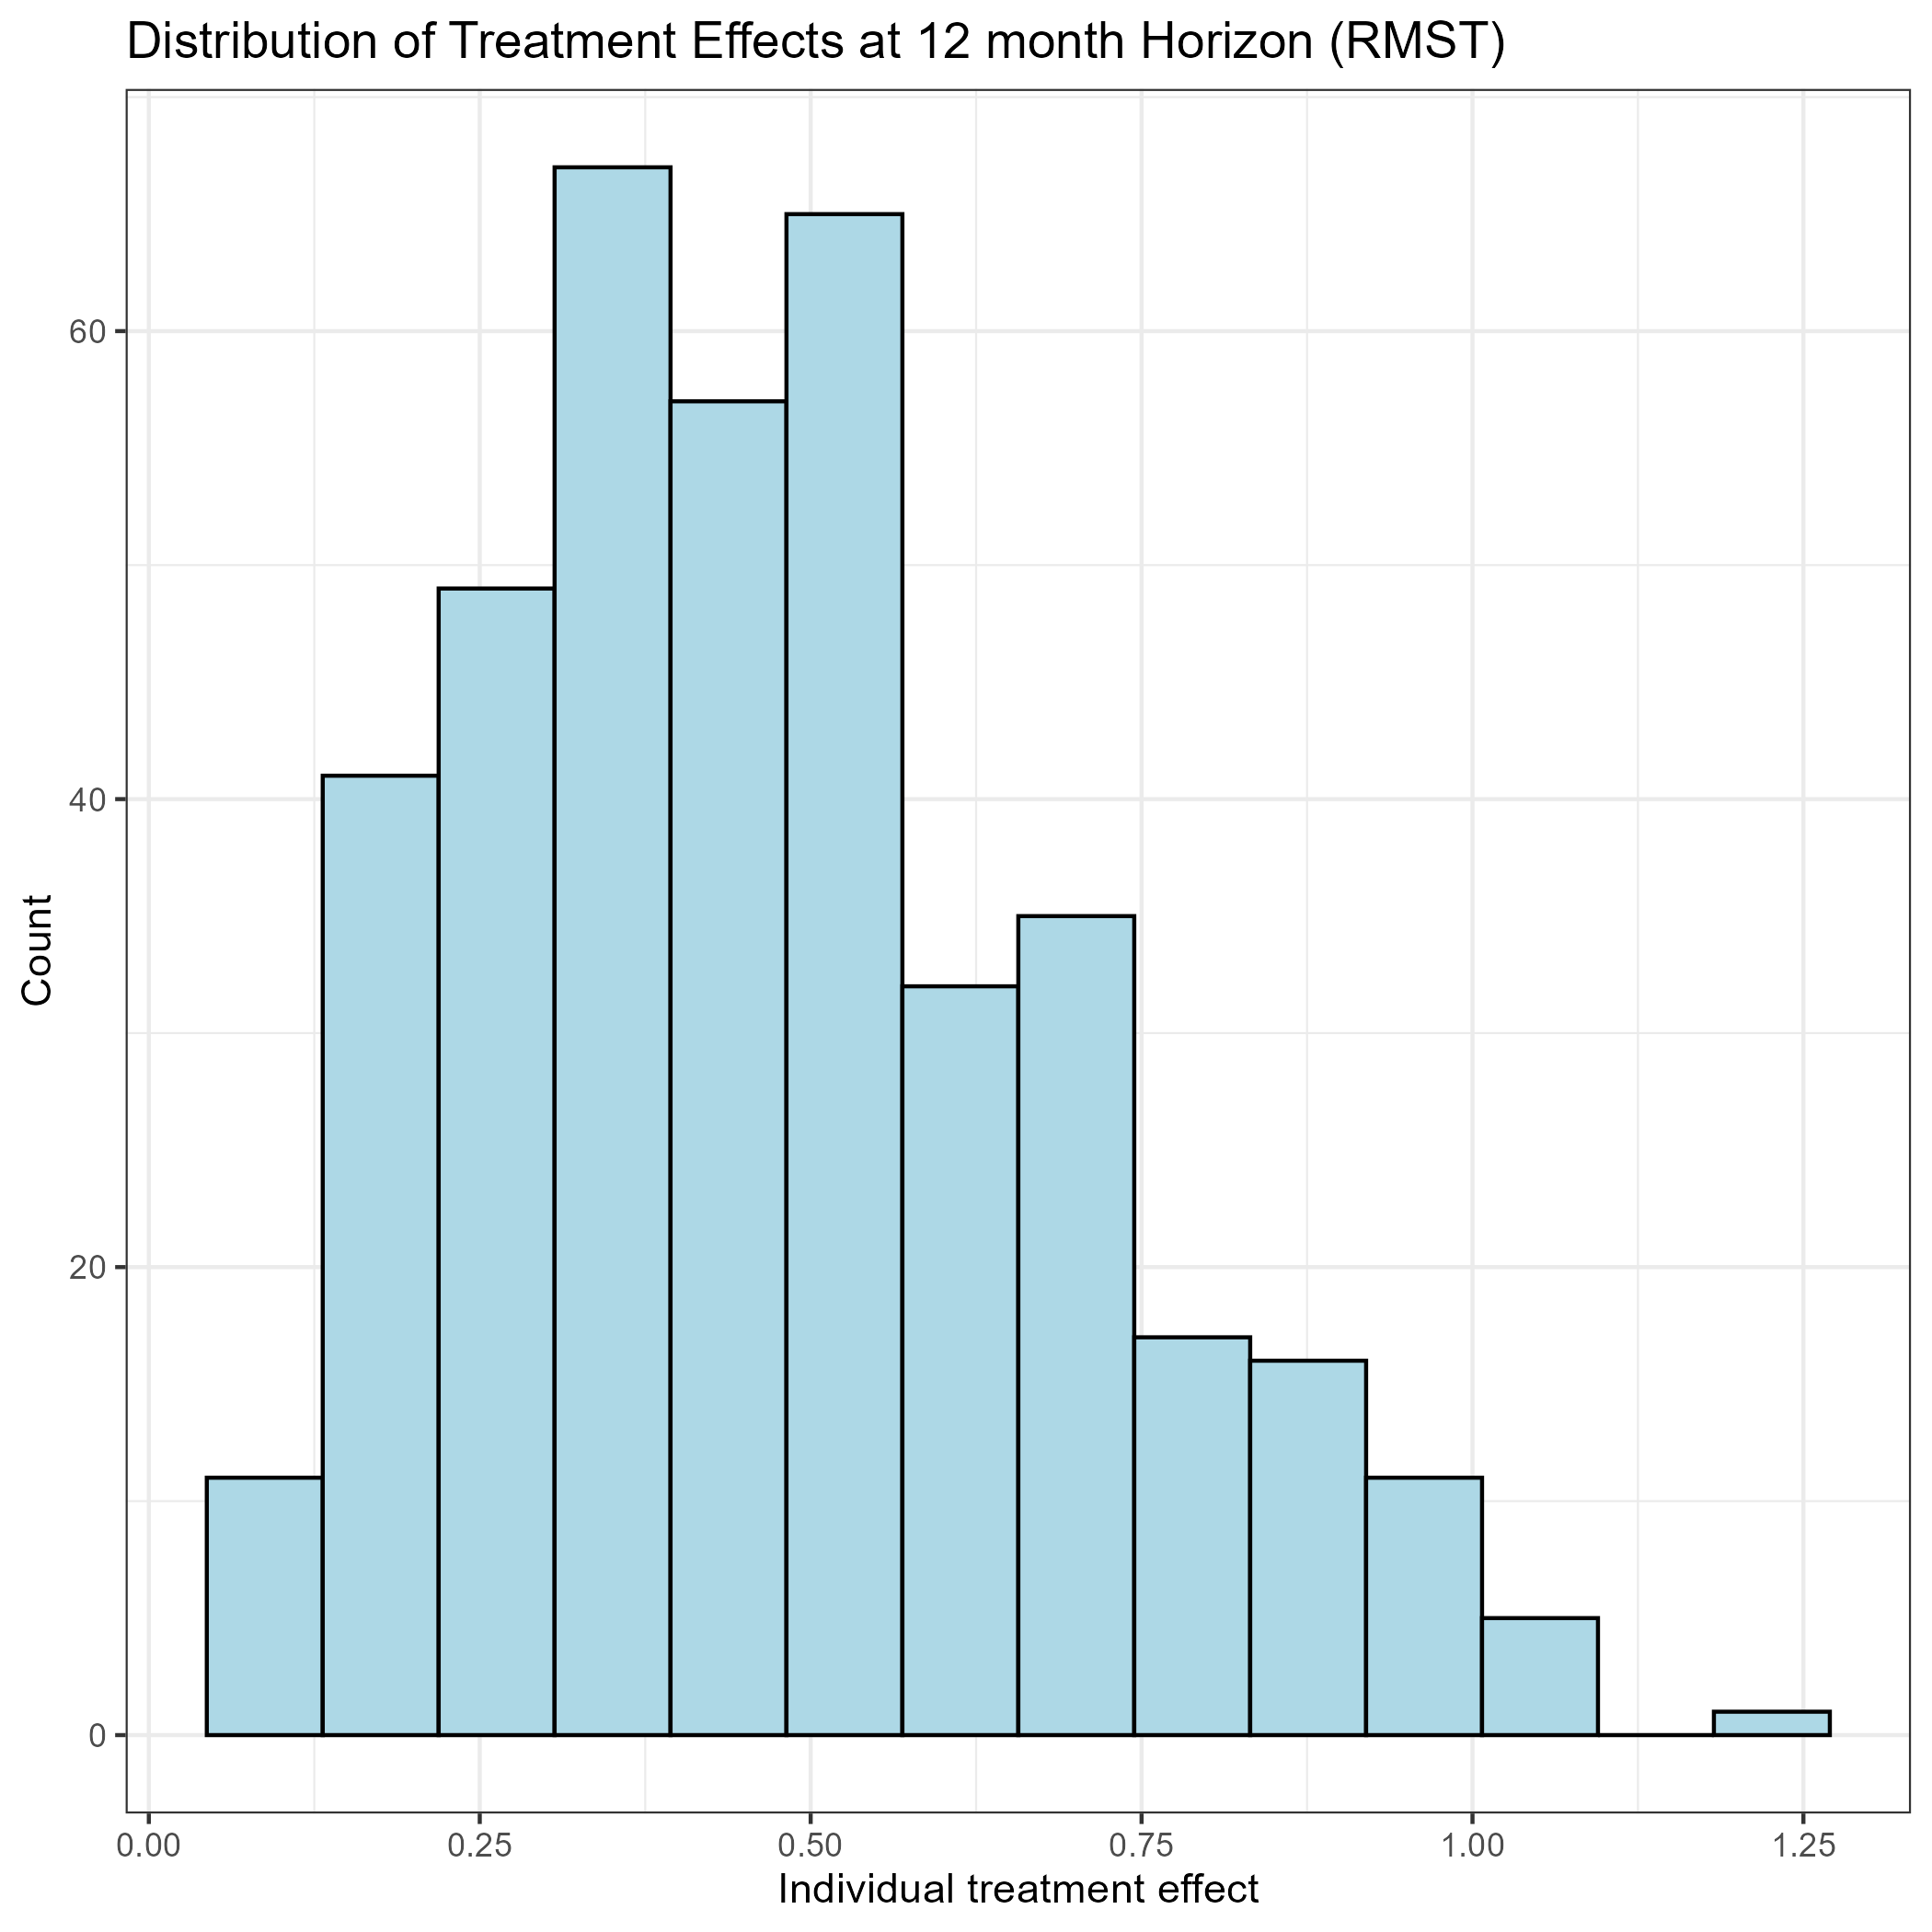 Distribution of Treatment Effects at 12 month Horizon (RMST)
60
40
20
0
Count
0.00 0.25 0.50 0.75 1.00 1.25
Individual treatment effect